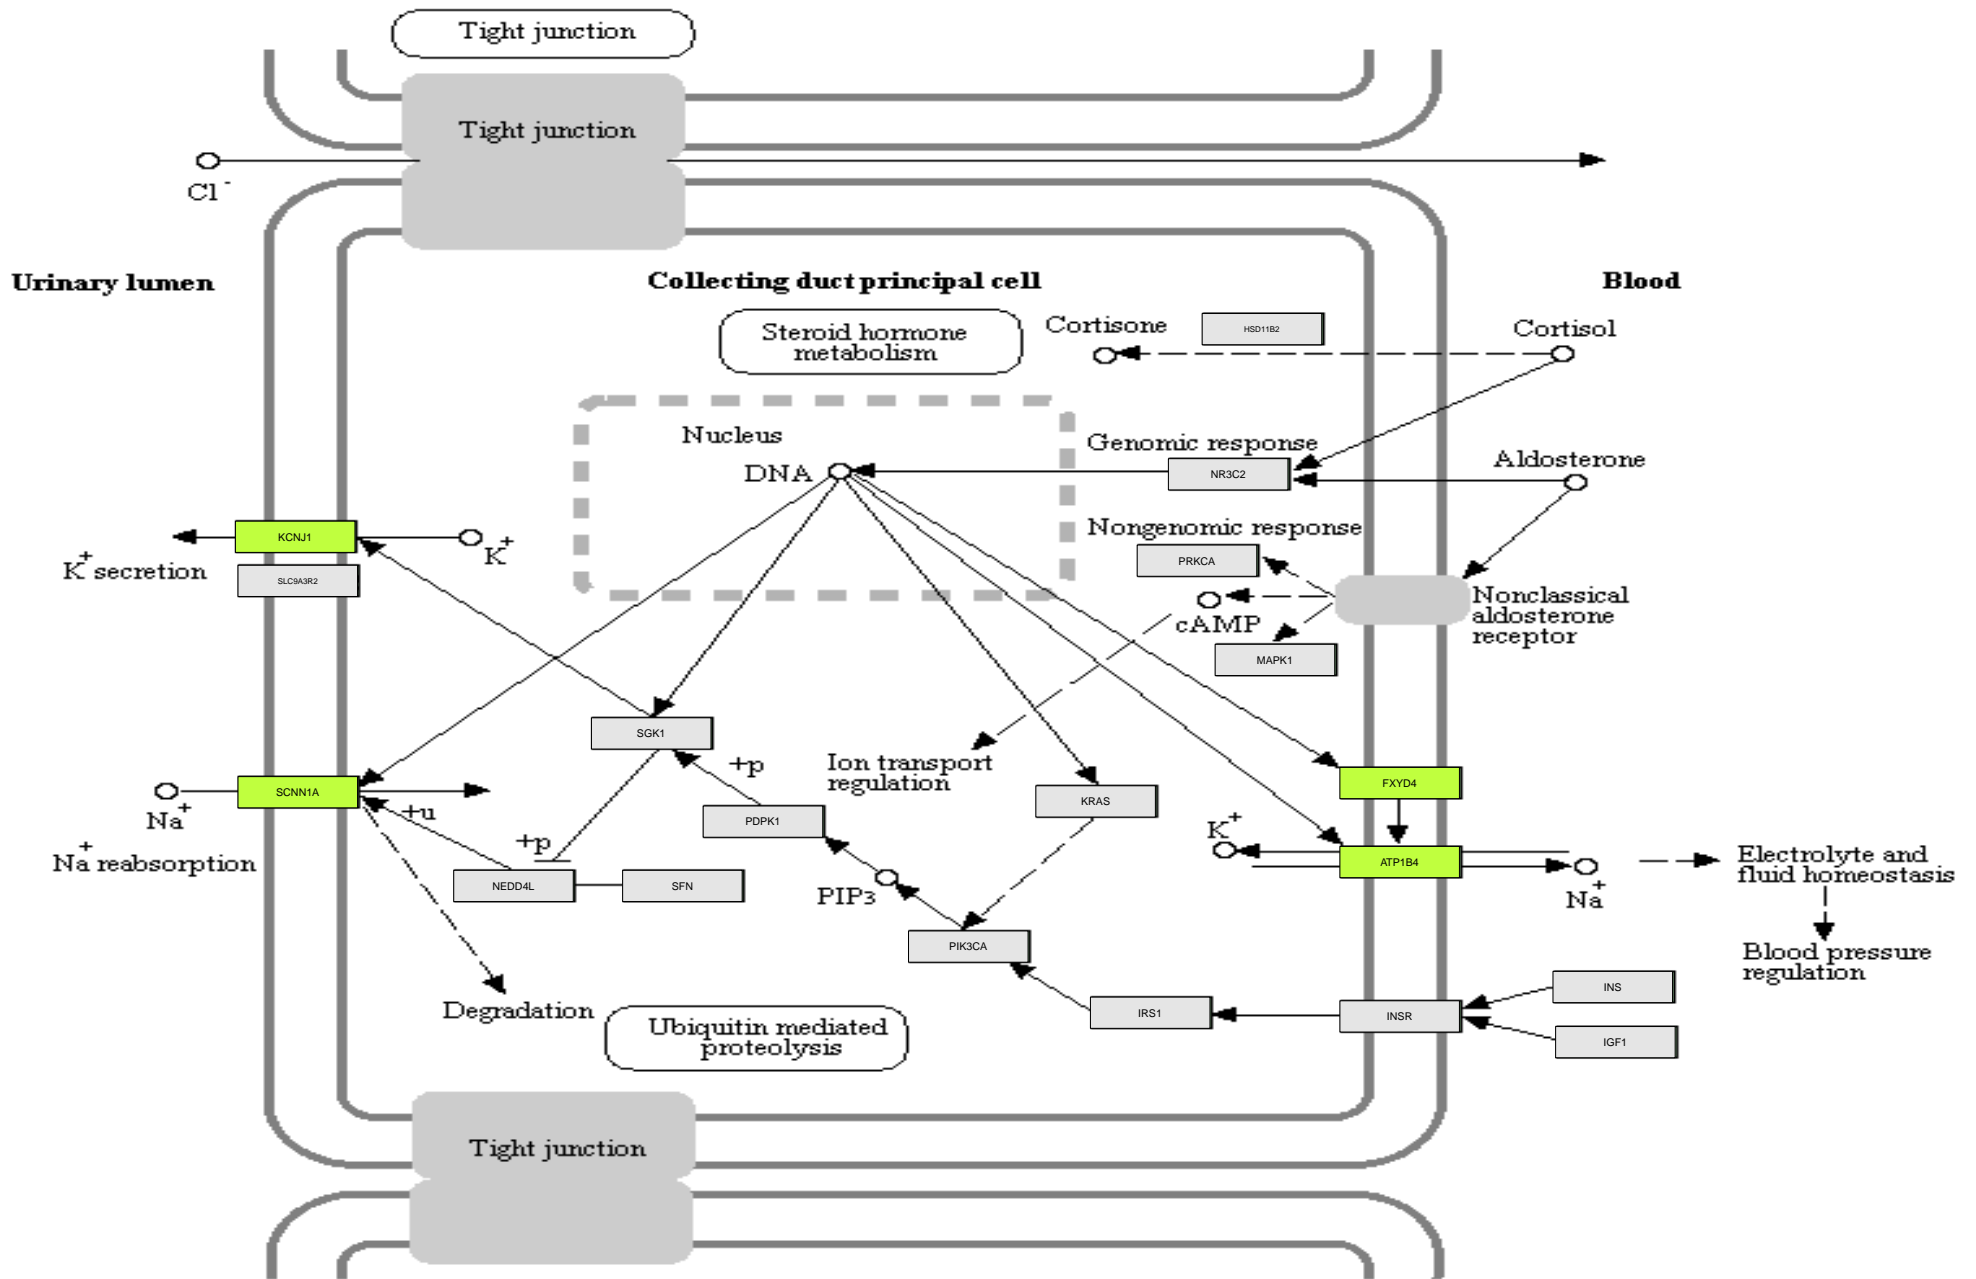 Tight junction
Tight junction
Cl⁻
Urinary lumen
Collecting duct principal cell
Blood
Steroid hormone
metabolism
Cortisone
HSD11B2
Cortisol
Nucleus
DNA
Genomic response
NR3C2
Aldosterone
KCNJ1
K⁺
K⁺ secretion
SLC9A3R2
Nongenomic response
PRKCA
cAMP
MAPK1
Nonclassical
aldosterone
receptor
SGK1
+p
Ion transport
regulation
KRAS
FXYD4
SCNN1A
Na⁺
+u
Na⁺ reabsorption
+p
PDPK1
NEDD4L
SFN
PIP3
K⁺
ATP1B4
Na⁺
Electrolyte and
fluid homeostasis
Blood pressure
regulation
PIK3CA
IRS1
INSR
INS
IGF1
Degradation
Ubiquitin mediated
proteolysis
Tight junction